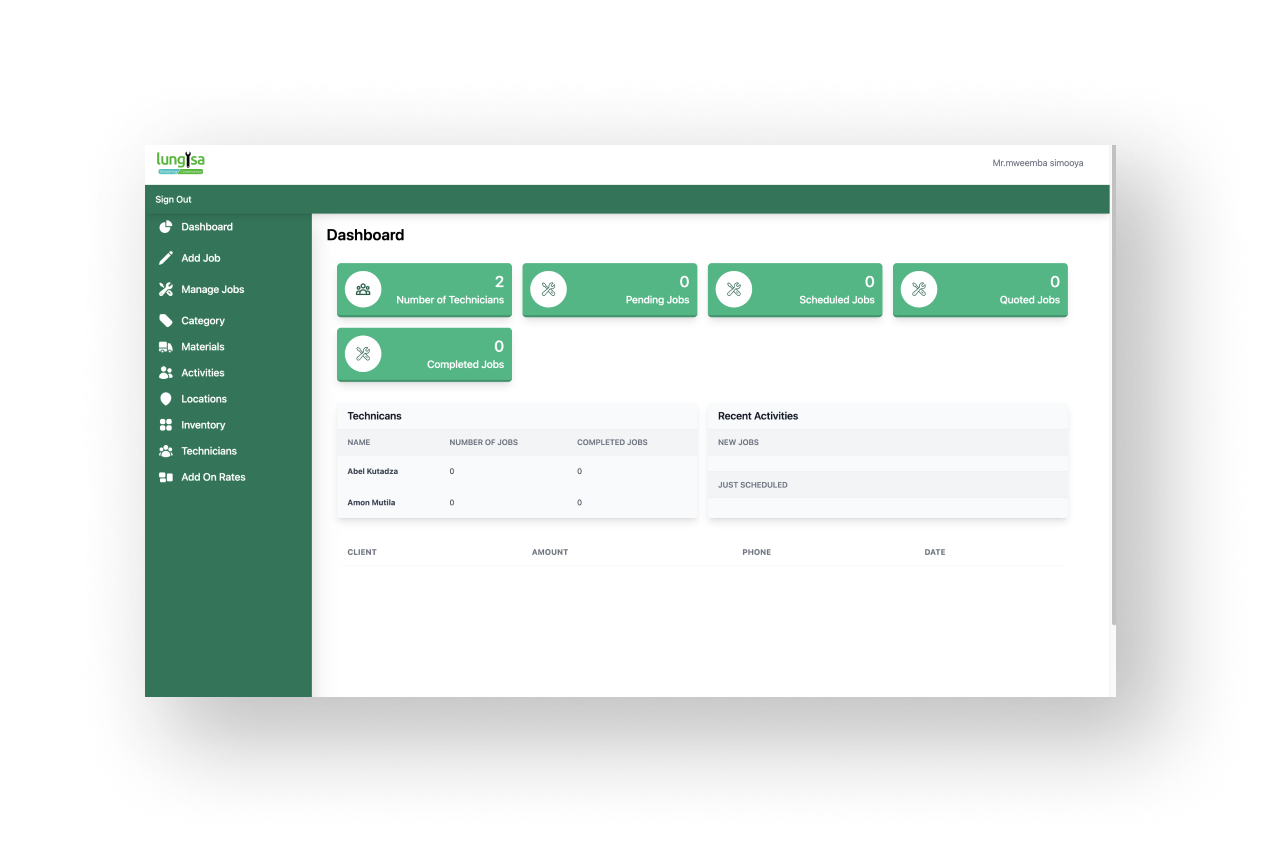 lungisa
Mr.mweemba simooya
Sign Out
Dashboard
Add Job
Manage Jobs
Category
Materials
Activities
Locations
Inventory
Technicians
Add On Rates
Dashboard
2
Number of Technicians
0
Pending Jobs
0
Scheduled Jobs
0
Quoted Jobs
0
Completed Jobs
Technicans
NAME NUMBER OF JOBS COMPLETED JOBS
Abel Kutadza 0 0
Amon Mutila 0 0
Recent Activities
NEW JOBS
JUST SCHEDULED
CLIENT AMOUNT PHONE DATE